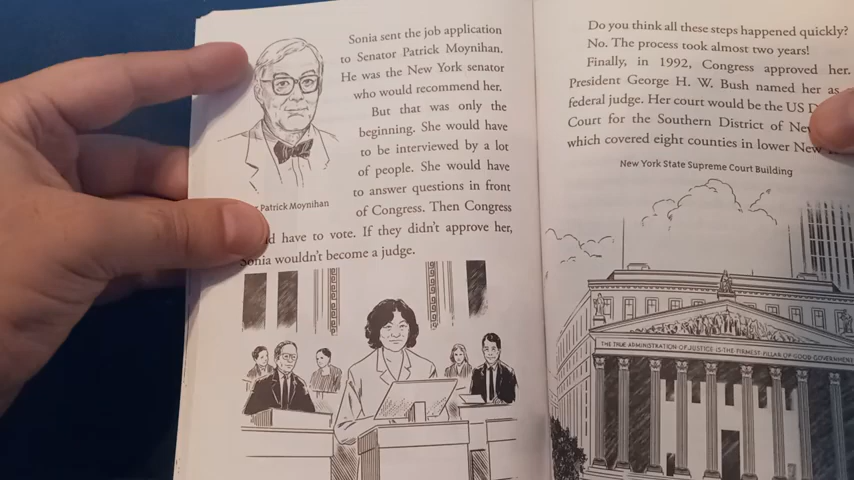 Sonia sent the job application
to Senator Patrick Moynihan.
He was the New York senator
who would recommend her.
But that was only the
beginning. She would have
to be interviewed by a lot
of people. She would have
to answer questions in front
of Congress. Then Congress
have to vote. If they didn't approve her,
Sonia wouldn't become a judge.
Patrick Moynihan
Do you think all these steps happened quickly?
No. The process took almost two years!
Finally, in 1992, Congress approved her.
President George H. W. Bush named her as
federal judge. Her court would be the US
Court for the Southern District of
which covered eight counties in lower New
New York State Supreme Court Building
THE TRUE ADMINISTRATION OF JUSTICE IS THE FIRMEST PILLAR OF GOOD GOVERNMENT